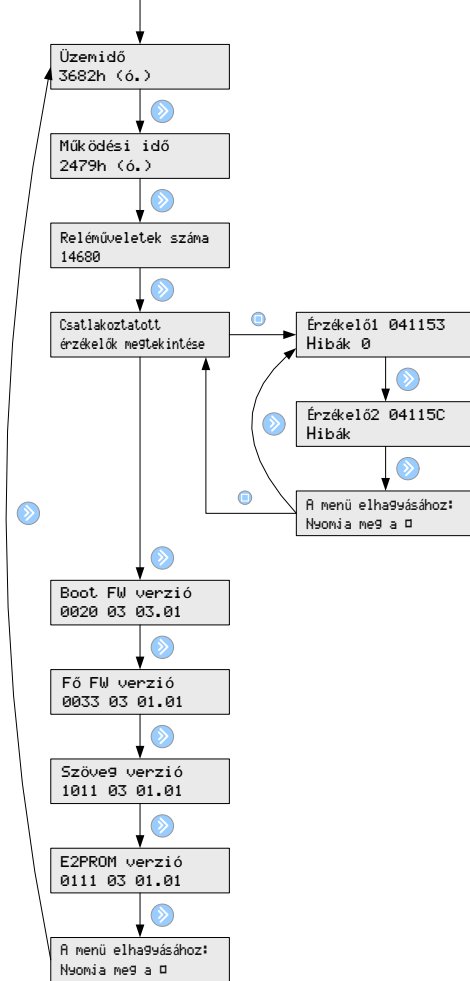 Üzemidő
3682h (ó.)
Működési idő
2479h (ó.)
Reléműveletek száma
14680
Csatlakoztatott
érzékelők megtekintése
Érzékelő1 041153
Hibák 0
Érzékelő2 04115C
Hibák
A menü elhagyásához:
Nyomia meg a □
Boot FW verzió
0020 03 03.01
Fő FW verzió
0033 03 01.01
Szöveg verzió
1011 03 01.01
E2PROM verzió
0111 03 01.01
A menü elhagyásához:
Nyomia meg a □